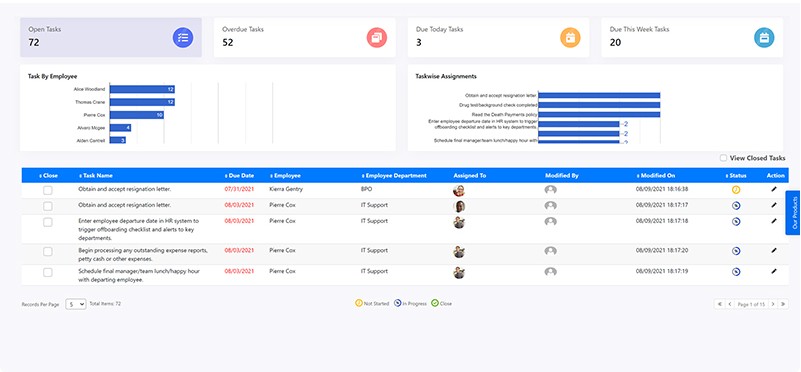 Open Tasks
72
Overdue Tasks
52
Due Today Tasks
3
Due This Week Tasks
20
Task By Employee
Alice Woodland
12
Thomas Crane
12
Pierre Cox
10
Alvaro Mcgee
4
Aiden Cantrell
3
Taskwise Assignments
Obtain and accept resignation letter.
Drug test/background check completed
Read the Death Payments policy
Enter employee departure date in HR system to trigger
offboarding checklist and alerts to key departments.
2
2
Schedule final manager/team lunch/happy hour with
2
View Closed Tasks
Close Task Name Due Date Employee Employee Department Assigned To Modified By Modified On Status Action
Obtain and accept resignation letter. 07/31/2021 Kierra Gentry BPO 08/09/2021 18:16:38
Obtain and accept resignation letter. 08/03/2021 Pierre Cox IT Support 08/09/2021 18:17:17
Enter employee departure date in HR system to 08/03/2021 Pierre Cox IT Support 08/09/2021 18:17:18
trigger offboarding checklist and alerts to key
departments.
Begin processing any outstanding expense reports, 08/03/2021 Pierre Cox IT Support 08/09/2021 18:17:20
petty cash or other expenses.
Schedule final manager/team lunch/happy hour 08/03/2021 Pierre Cox IT Support 08/09/2021 18:17:19
with departing employee.
Our Products
Records Per Page 5 Total Items: 72
Not Started In Progress Close
Page 1 of 15